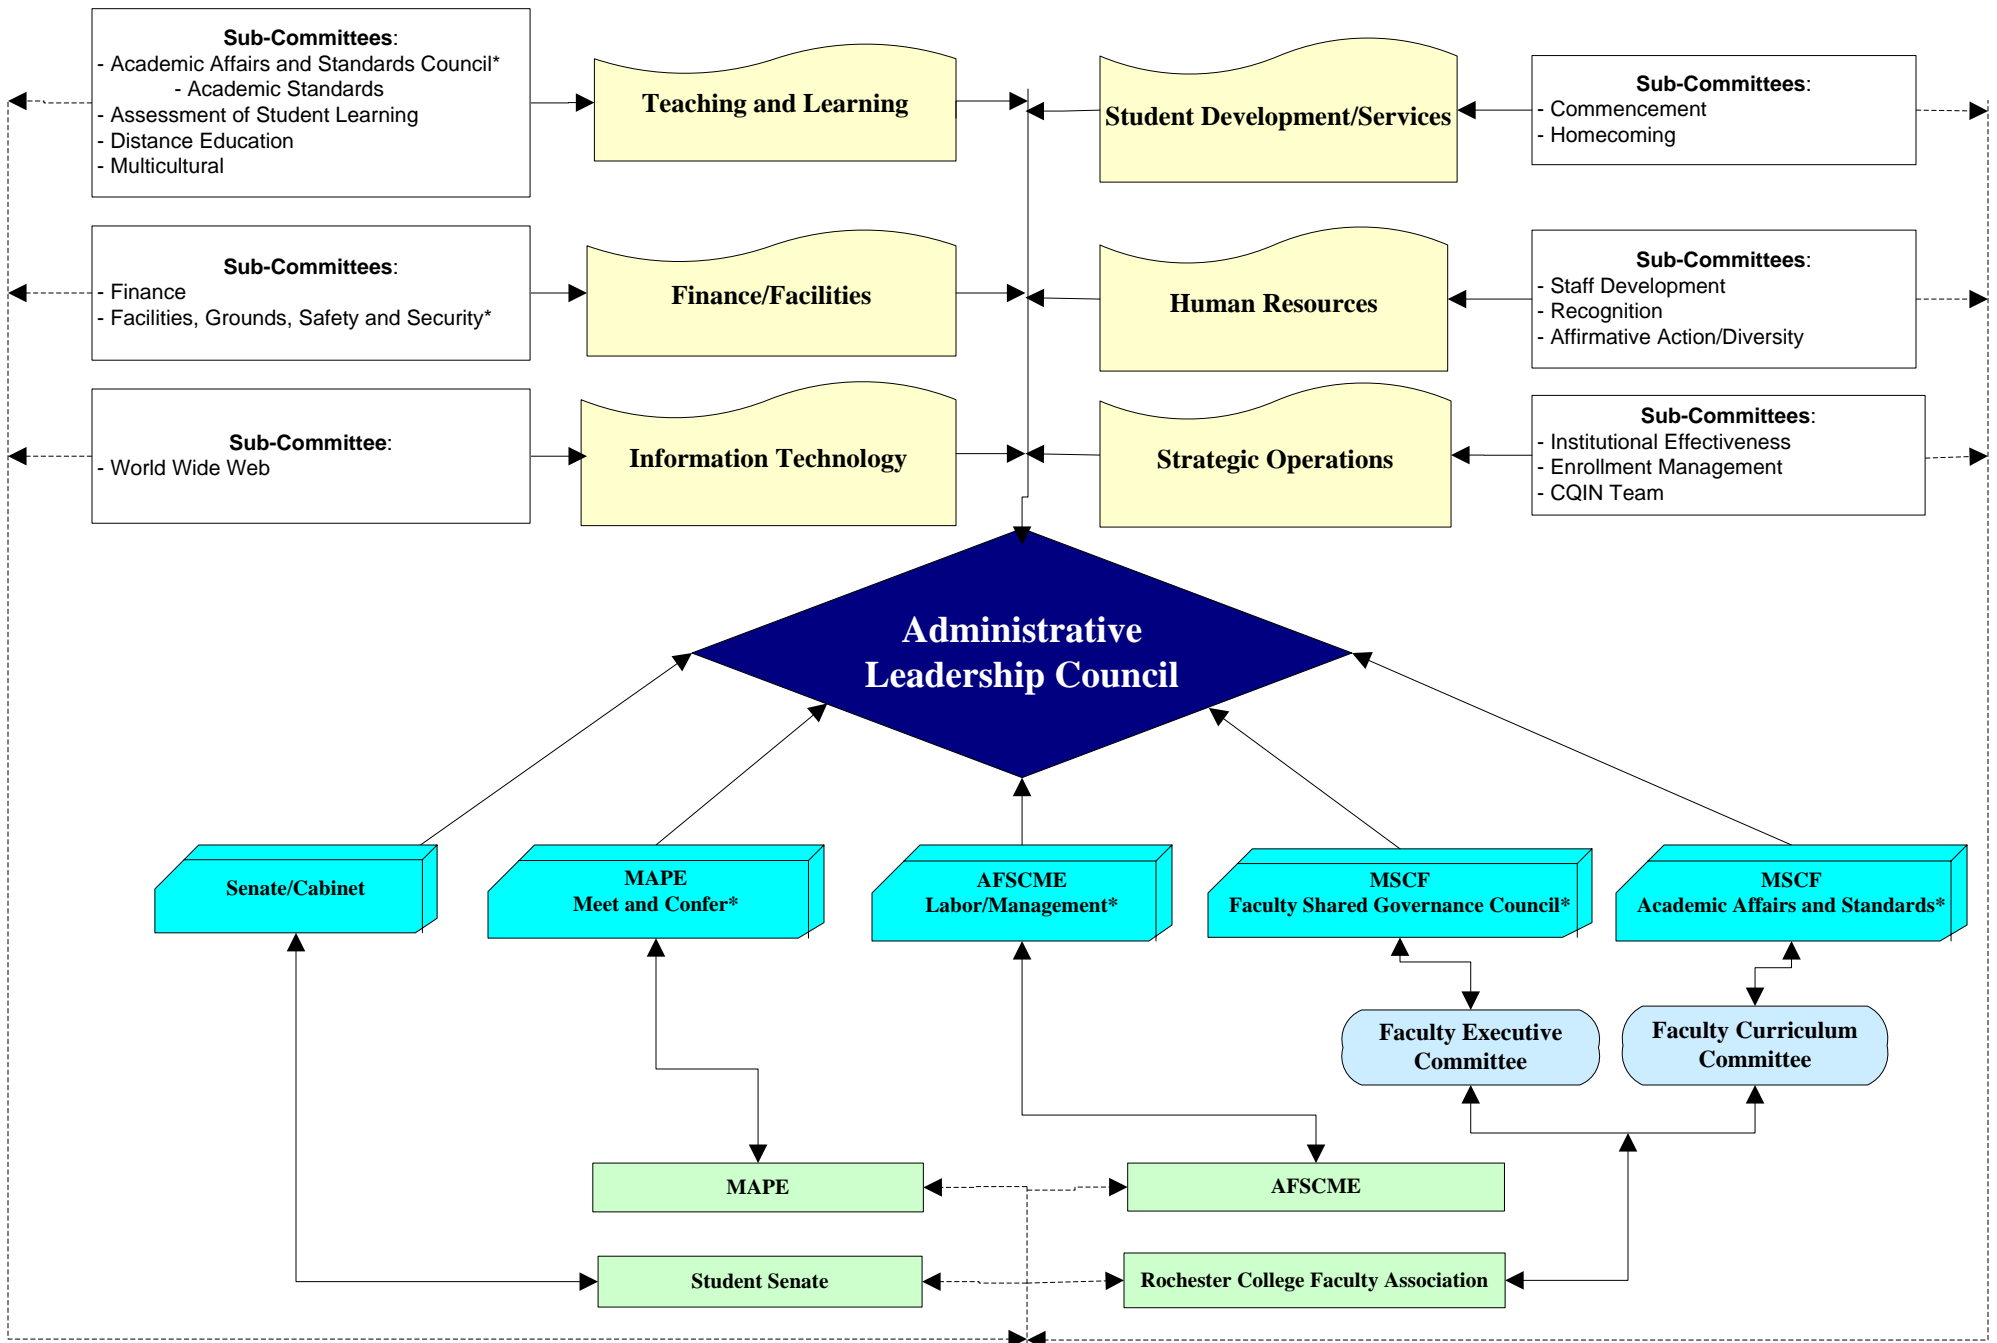 Sub-Committees:
- Academic Affairs and Standards Council*
- Academic Standards
- Assessment of Student Learning
- Distance Education
- Multicultural
Teaching and Learning
Student Development/Services
Sub-Committees:
- Commencement
- Homecoming
Sub-Committees:
- Finance
- Facilities, Grounds, Safety and Security*
Finance/Facilities
Human Resources
Sub-Committees:
- Staff Development
- Recognition
- Affirmative Action/Diversity
Sub-Committee:
- World Wide Web
Information Technology
Strategic Operations
Sub-Committees:
- Institutional Effectiveness
- Enrollment Management
- CQIN Team
Administrative
Leadership Council
Senate/Cabinet
MAPE
Meet and Confer*
AFSCME
Labor/Management*
MSCF
Faculty Shared Governance Council*
MSCF
Academic Affairs and Standards*
Faculty Executive
Committee
Faculty Curriculum
Committee
MAPE
AFSCME
Student Senate
Rochester College Faculty Association